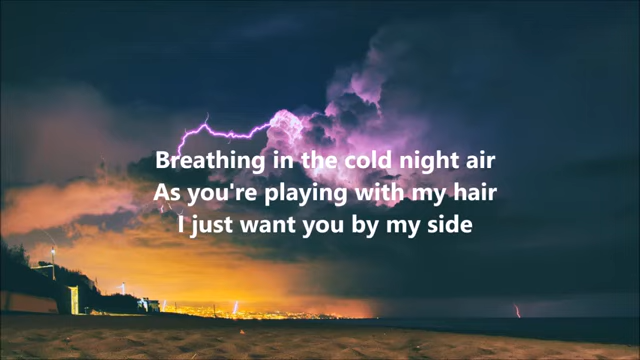 Breathing in the cold night air
As you're playing with my hair
I just want you by my side